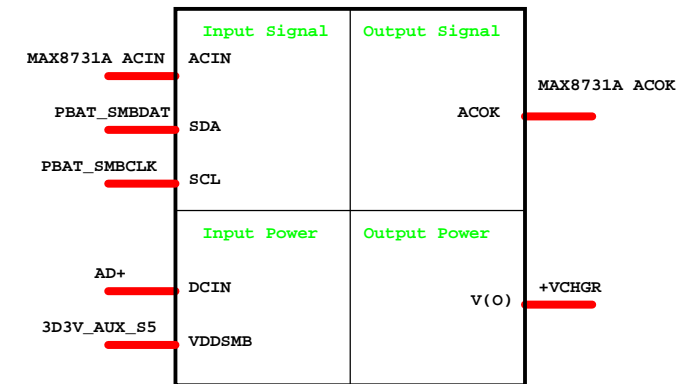 Input Signal Output Signal
MAX8731A ACIN ACIN
MAX8731A ACOK
PBAT_SMBDAT ACOK
SDA
PBAT_SMBCLK
SCL
Input Power Output Power
AD+
DCIN +VCHGR
V(O)
3D3V_AUX_S5
VDDSMB